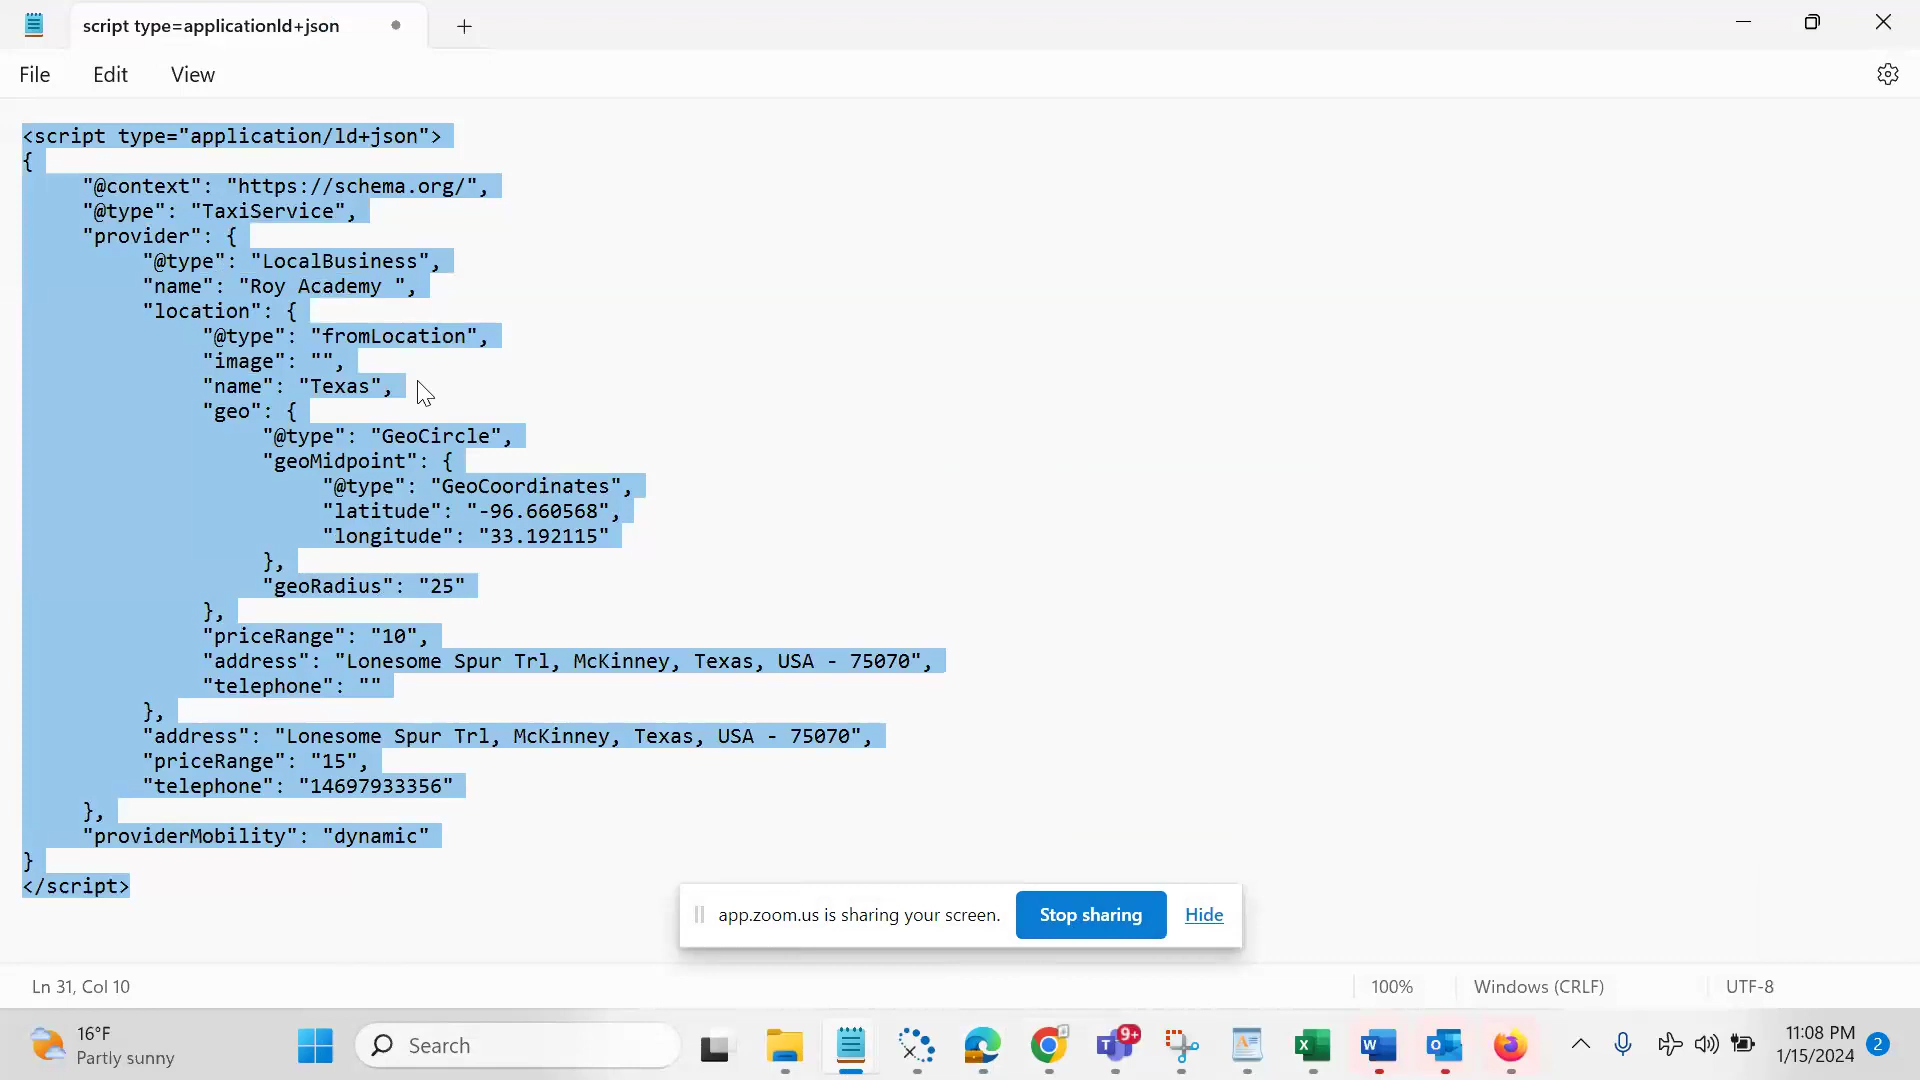 script type=applicationld+json
File Edit View
<script type="application/ld+json">
{
"@context": "https://schema.org/",
"@type": "TaxiService",
"provider": {
"@type": "LocalBusiness",
"name": "Roy Academy ",
"location": {
"@type": "fromLocation",
"image": "",
"name": "Texas",
"geo": {
"@type": "GeoCircle",
"geoMidpoint": {
"@type": "GeoCoordinates",
"latitude": "-96.660568",
"longitude": "33.192115"
},
"geoRadius": "25"
},
"priceRange": "10",
"address": "Lonesome Spur Trl, McKinney, Texas, USA - 75070",
"telephone": ""
},
"address": "Lonesome Spur Trl, McKinney, Texas, USA - 75070",
"priceRange": "15",
"telephone": "14697933356"
},
"providerMobility": "dynamic"
}
</script>
app.zoom.us is sharing your screen. Stop sharing Hide
Ln 31, Col 10 100% Windows (CRLF) UTF-8
16°F
Partly sunny
Search
9+
11:08 PM
1/15/2024
2